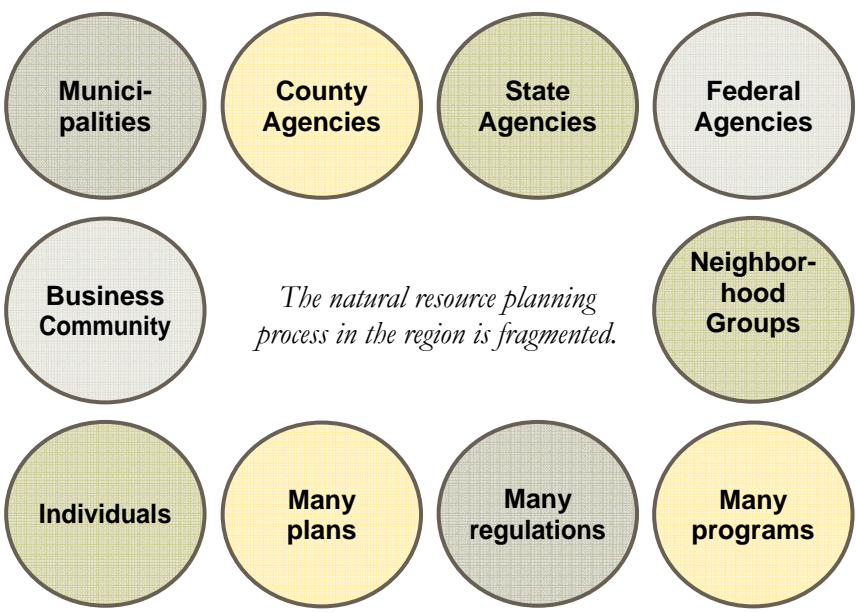 Munici-
palities
County
Agencies
State
Agencies
Federal
Agencies
Business
Community
The natural resource planning
process in the region is fragmented.
Neighbor-
hood
Groups
Individuals
Many
plans
Many
regulations
Many
programs